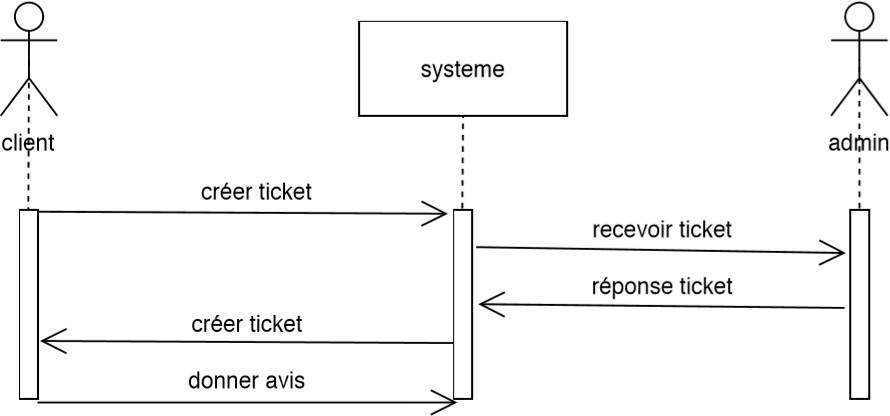 systeme
client
admin
créer ticket
recevoir ticket
réponse ticket
créer ticket
donner avis